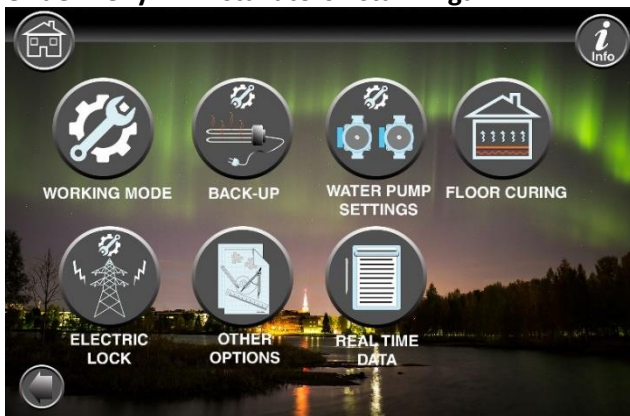 Info
WORKING MODE
BACK-UP
WATER PUMP
SETTINGS
FLOOR CURING
ELECTRIC
LOCK
OTHER
OPTIONS
REAL TIME
DATA